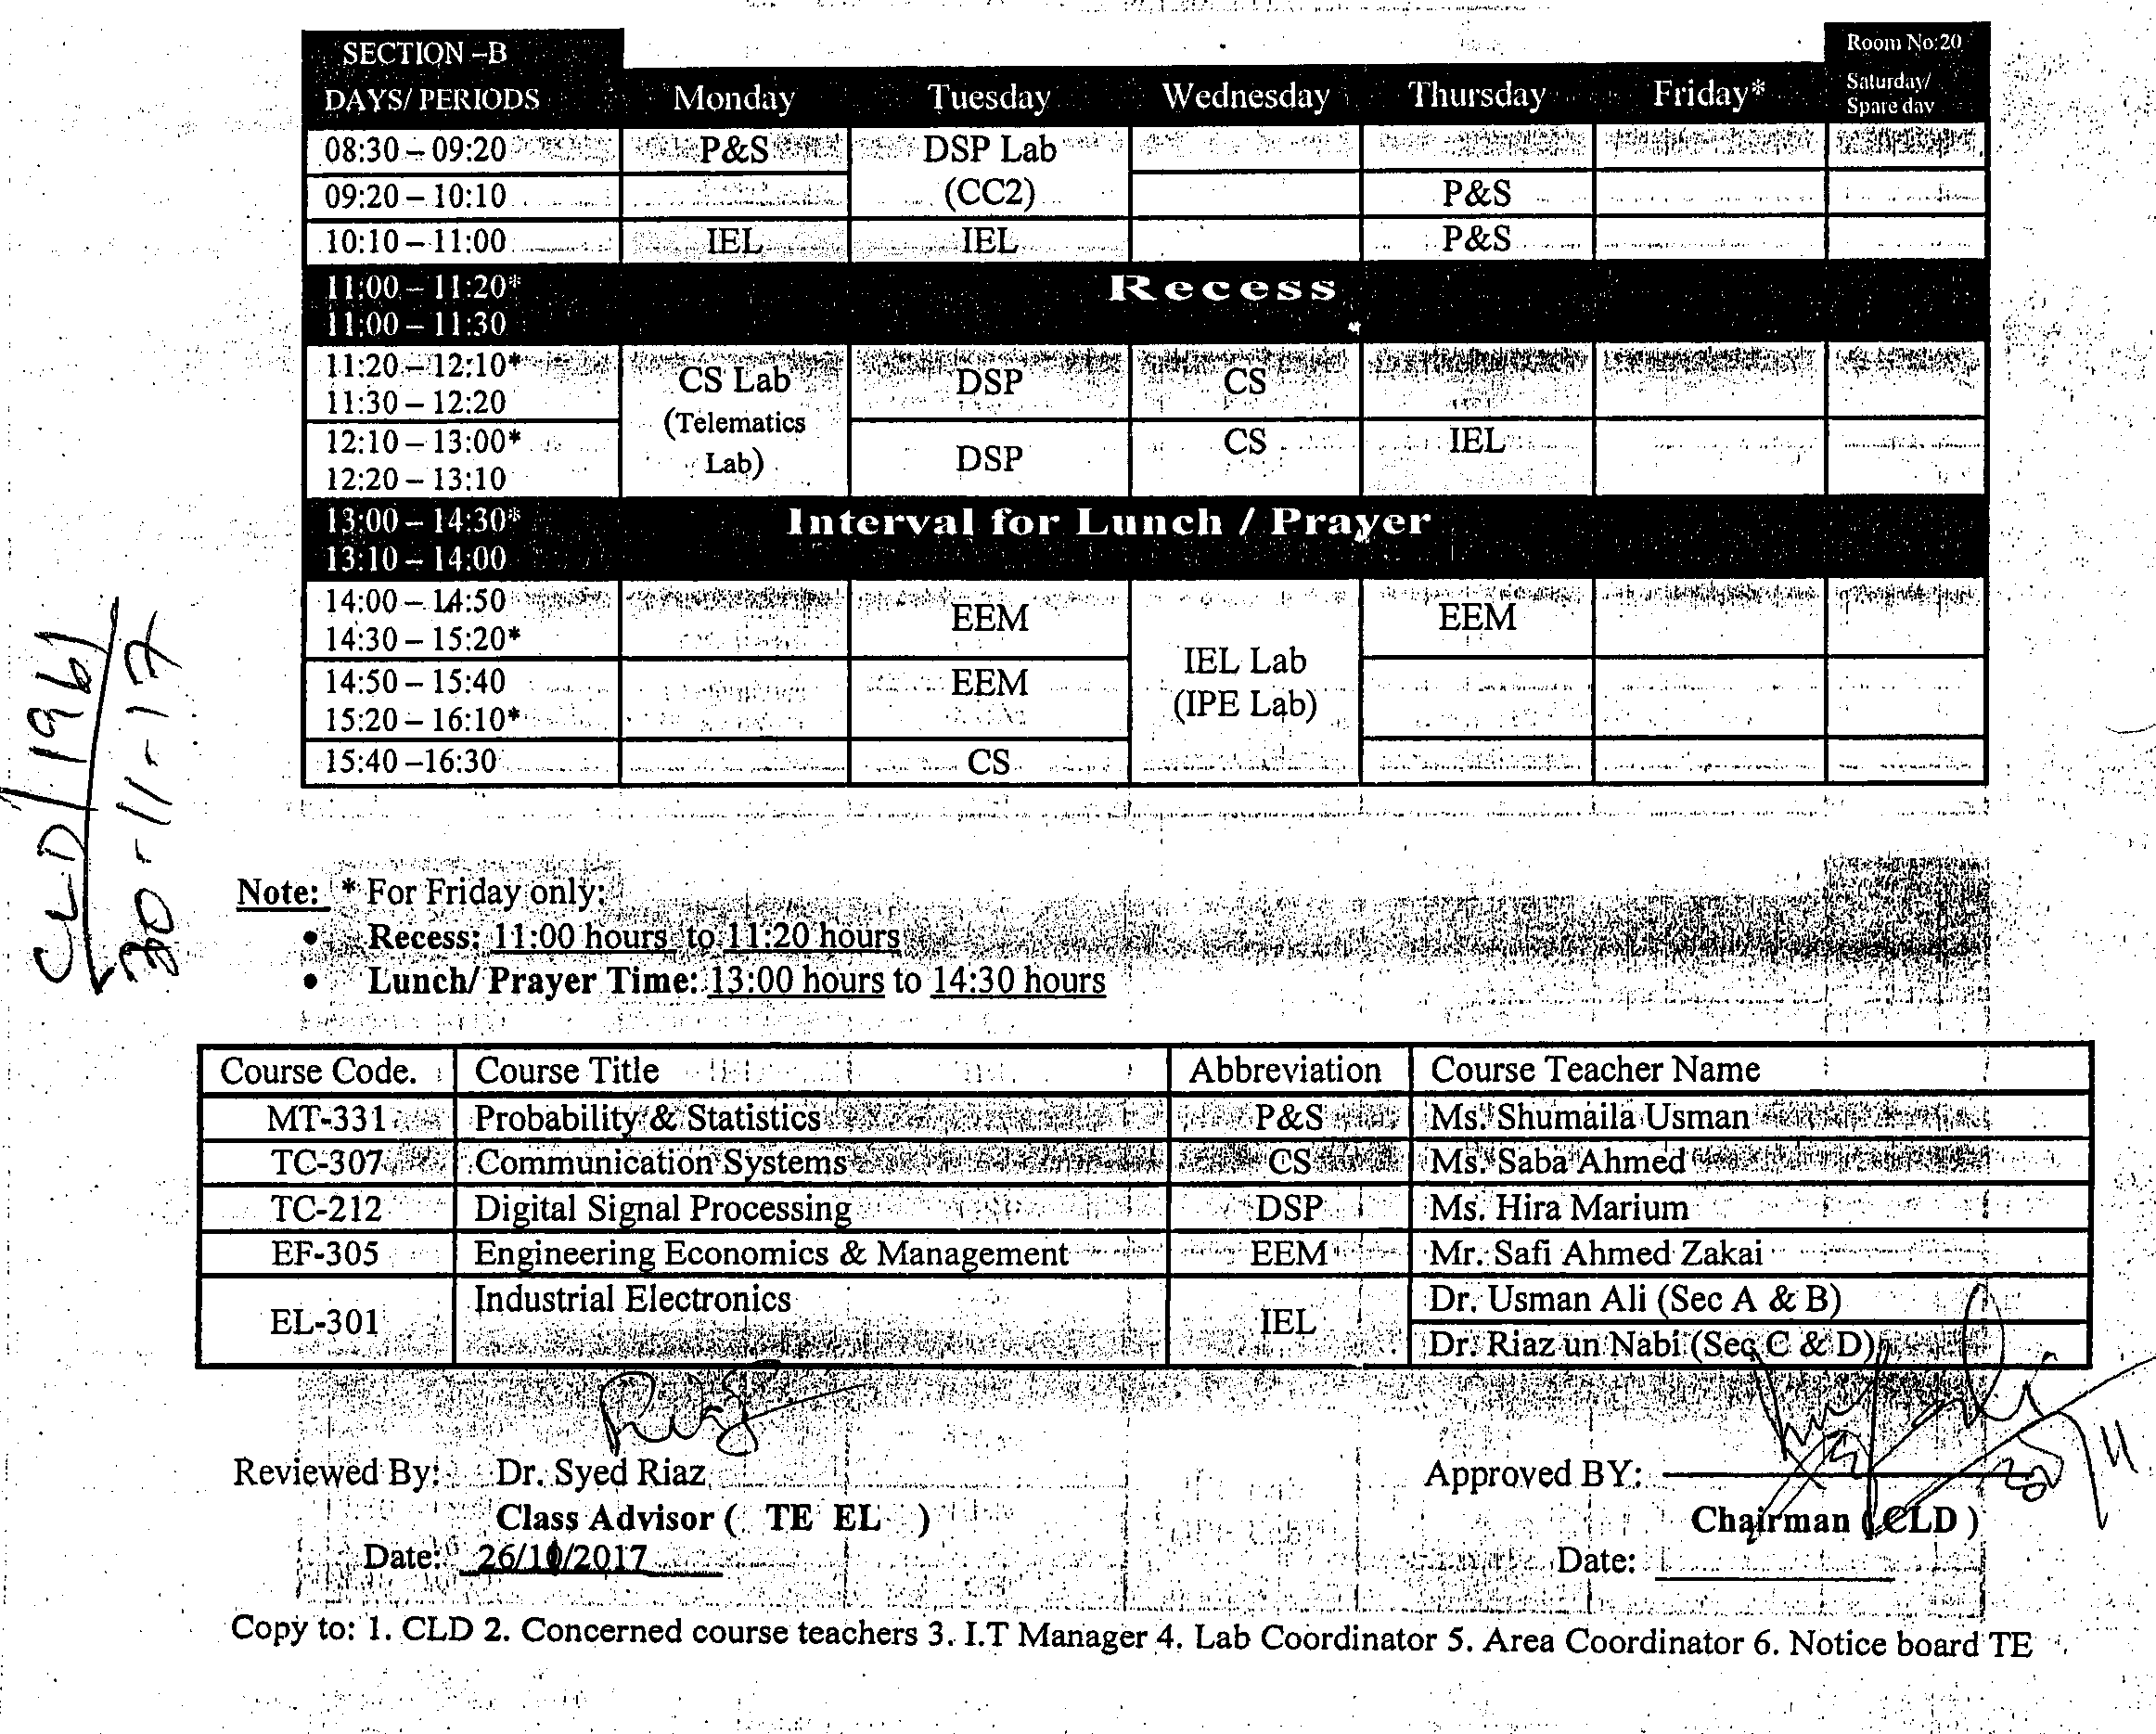 SECTION –B
Room No:20
DAYS/ PERIODS Monday Tuesday Wednesday Thursday Friday* Saturday/ Spare day
08:30 – 09:20 P&S DSP Lab
09:20 – 10:10 (CC2) P&S
10:10 – 11:00 IEL IEL P&S
11:00 – 11:20*
Recess
11:00 – 11:30
11:20 – 12:10*
CS Lab DSP CS
11:30 – 12:20
(Telematics
12:10 – 13:00* CS IEL
Lab) DSP
12:20 – 13:10
13:00 – 14:30* Interval for Lunch / Prayer
13:10 – 14:00
14:00 – 14:50
EEM EEM
14:30 – 15:20*
IEL Lab
14:50 – 15:40 EEM
(IPE Lab)
15:20 – 16:10*
15:40 –16:30 CS
CLD/1961
30-11-17
Note: * For Friday only:
• Recess: 11:00 hours to 11:20 hours
• Lunch/ Prayer Time: 13:00 hours to 14:30 hours
Course Code. Course Title Abbreviation Course Teacher Name
MT-331 Probability & Statistics P&S Ms. Shumaila Usman
TC-307 Communication Systems CS Ms. Saba Ahmed
TC-212 Digital Signal Processing DSP Ms. Hira Marium
EF-305 Engineering Economics & Management EEM Mr. Safi Ahmed Zakai
EL-301 Industrial Electronics IEL Dr. Usman Ali (Sec A & B)
Dr. Riaz un Nabi (Sec C & D)
Riaz
Reviewed By: Dr. Syed Riaz Approved BY:
Class Advisor ( TE EL ) Chairman ( CLD )
Date: 26/10/2017 Date:
Copy to: 1. CLD 2. Concerned course teachers 3. I.T Manager 4. Lab Coordinator 5. Area Coordinator 6. Notice board TE